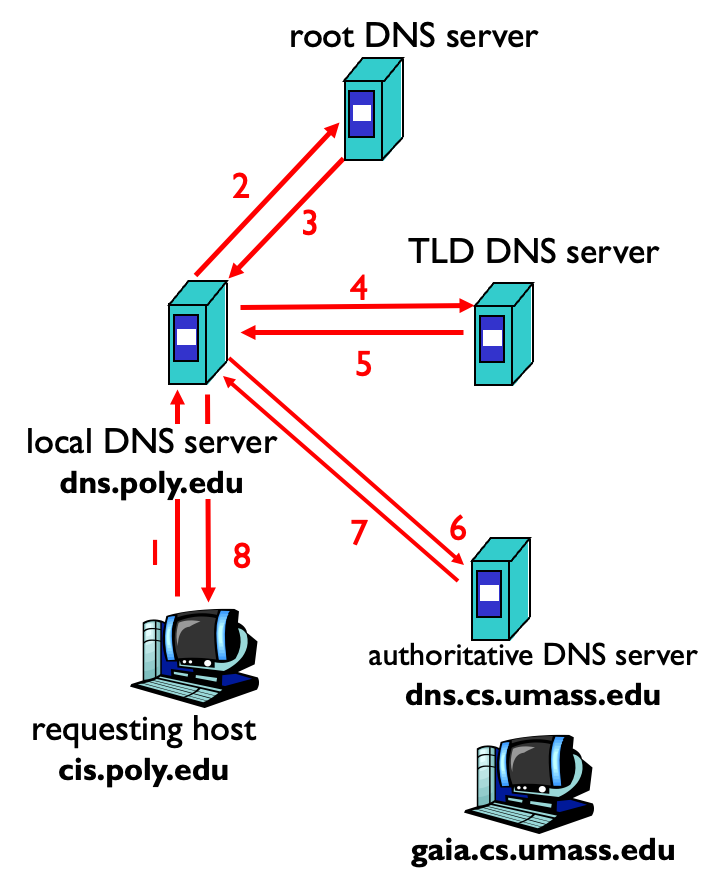 root DNS server
2
3
TLD DNS server
4
5
local DNS server
dns.poly.edu
1
8
7
6
authoritative DNS server
dns.cs.umass.edu
requesting host
cis.poly.edu
gaia.cs.umass.edu